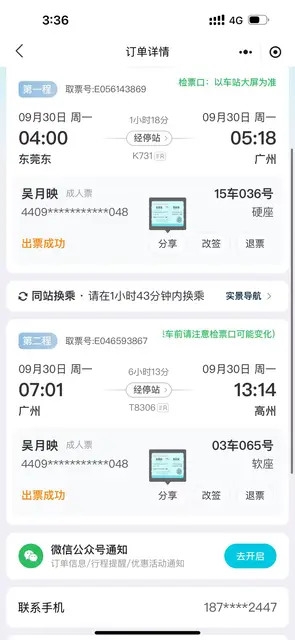 3:36
4G
订单详情
第一程 取票号:E056143869 检票口：以车站大屏为准
09月30日 周一 1小时18分 09月30日 周一
04:00 经停站 05:18
东莞东 K731 广州
吴月映 成人票 15车036号
4409***********048 硬座
出票成功 分享 改签 退票
同站换乘 · 请在1小时43分钟内换乘 实景导航
第二程 取票号:E046593867 车前请注意检票口可能变化)
09月30日 周一 6小时13分 09月30日 周一
07:01 经停站 13:14
广州 T8306 高州
吴月映 成人票 03车065号
4409***********048 软座
出票成功 分享 改签 退票
微信公众号通知
订单信息/行程提醒/优惠活动通知 去开启
联系手机 187****2447